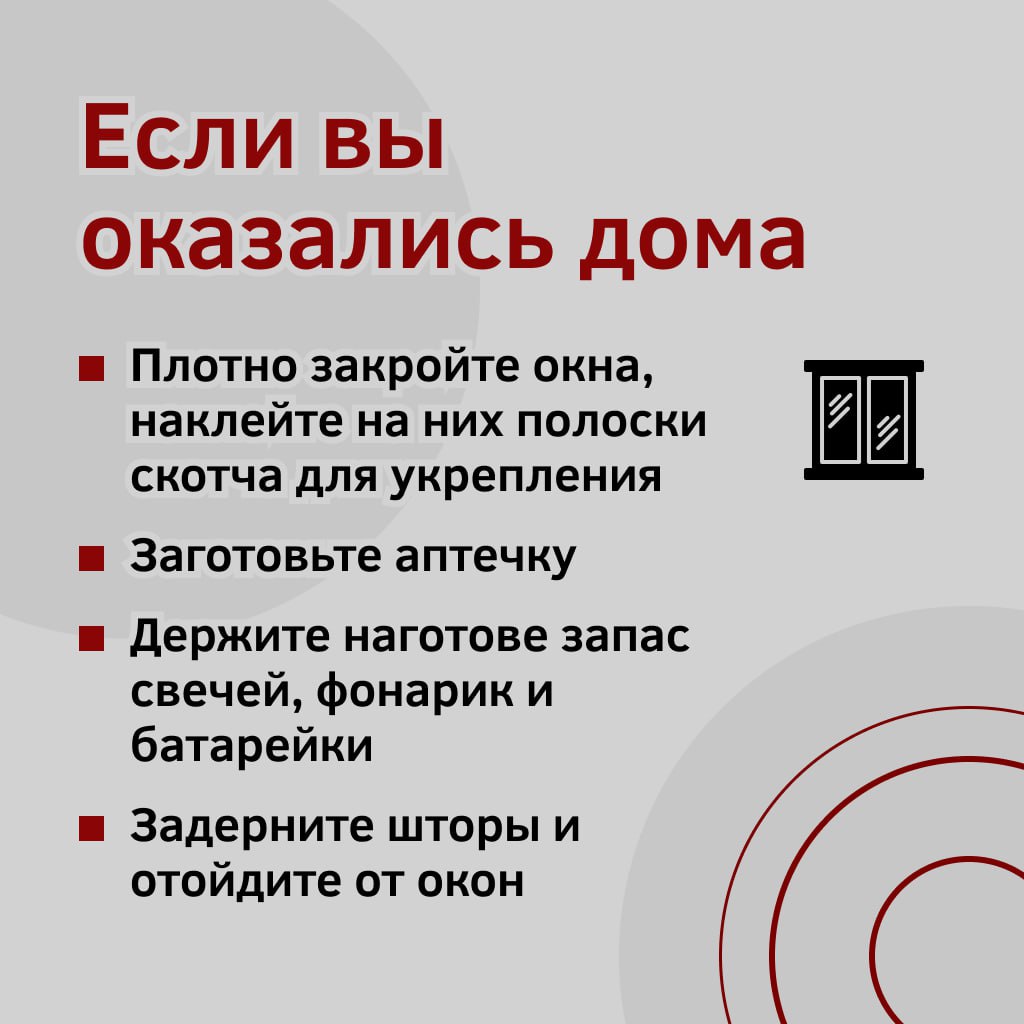 Если вы
оказались дома
Плотно закройте окна,
наклейте на них полоски
скотча для укрепления
Заготовьте аптечку
Держите наготове запас
свечей, фонарик и
батарейки
Задерните шторы и
отойдите от окон